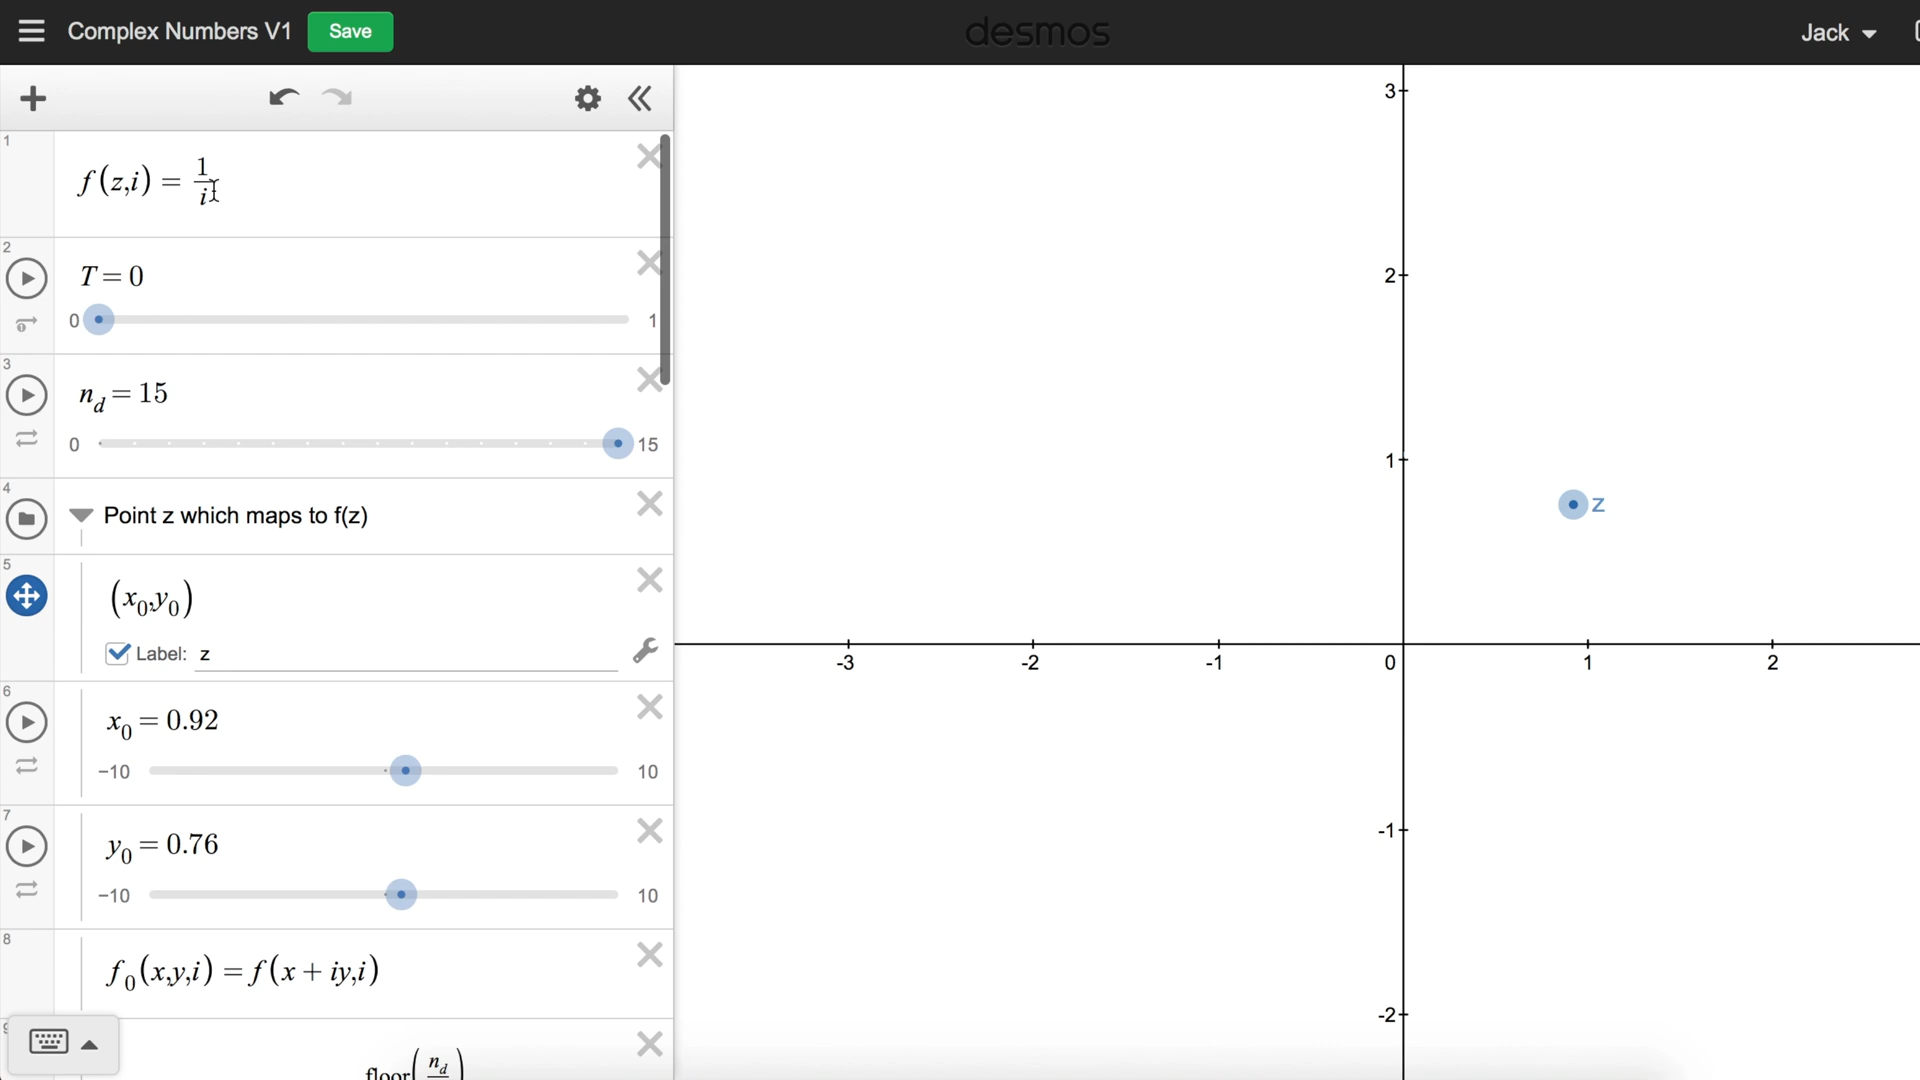 Complex Numbers V1 Save desmos Jack
1
f(z,i) = 1/i
2
T = 0
0 1
3
n_d = 15
0 15
4
Point z which maps to f(z)
5
(x_0,y_0)
Label: z
6
x_0 = 0.92
−10 10
7
y_0 = 0.76
−10 10
8
f_0(x,y,i) = f(x + iy,i)
9
floor(n_d
3
2
1
z
-3 -2 -1 0 1 2
-1
-2